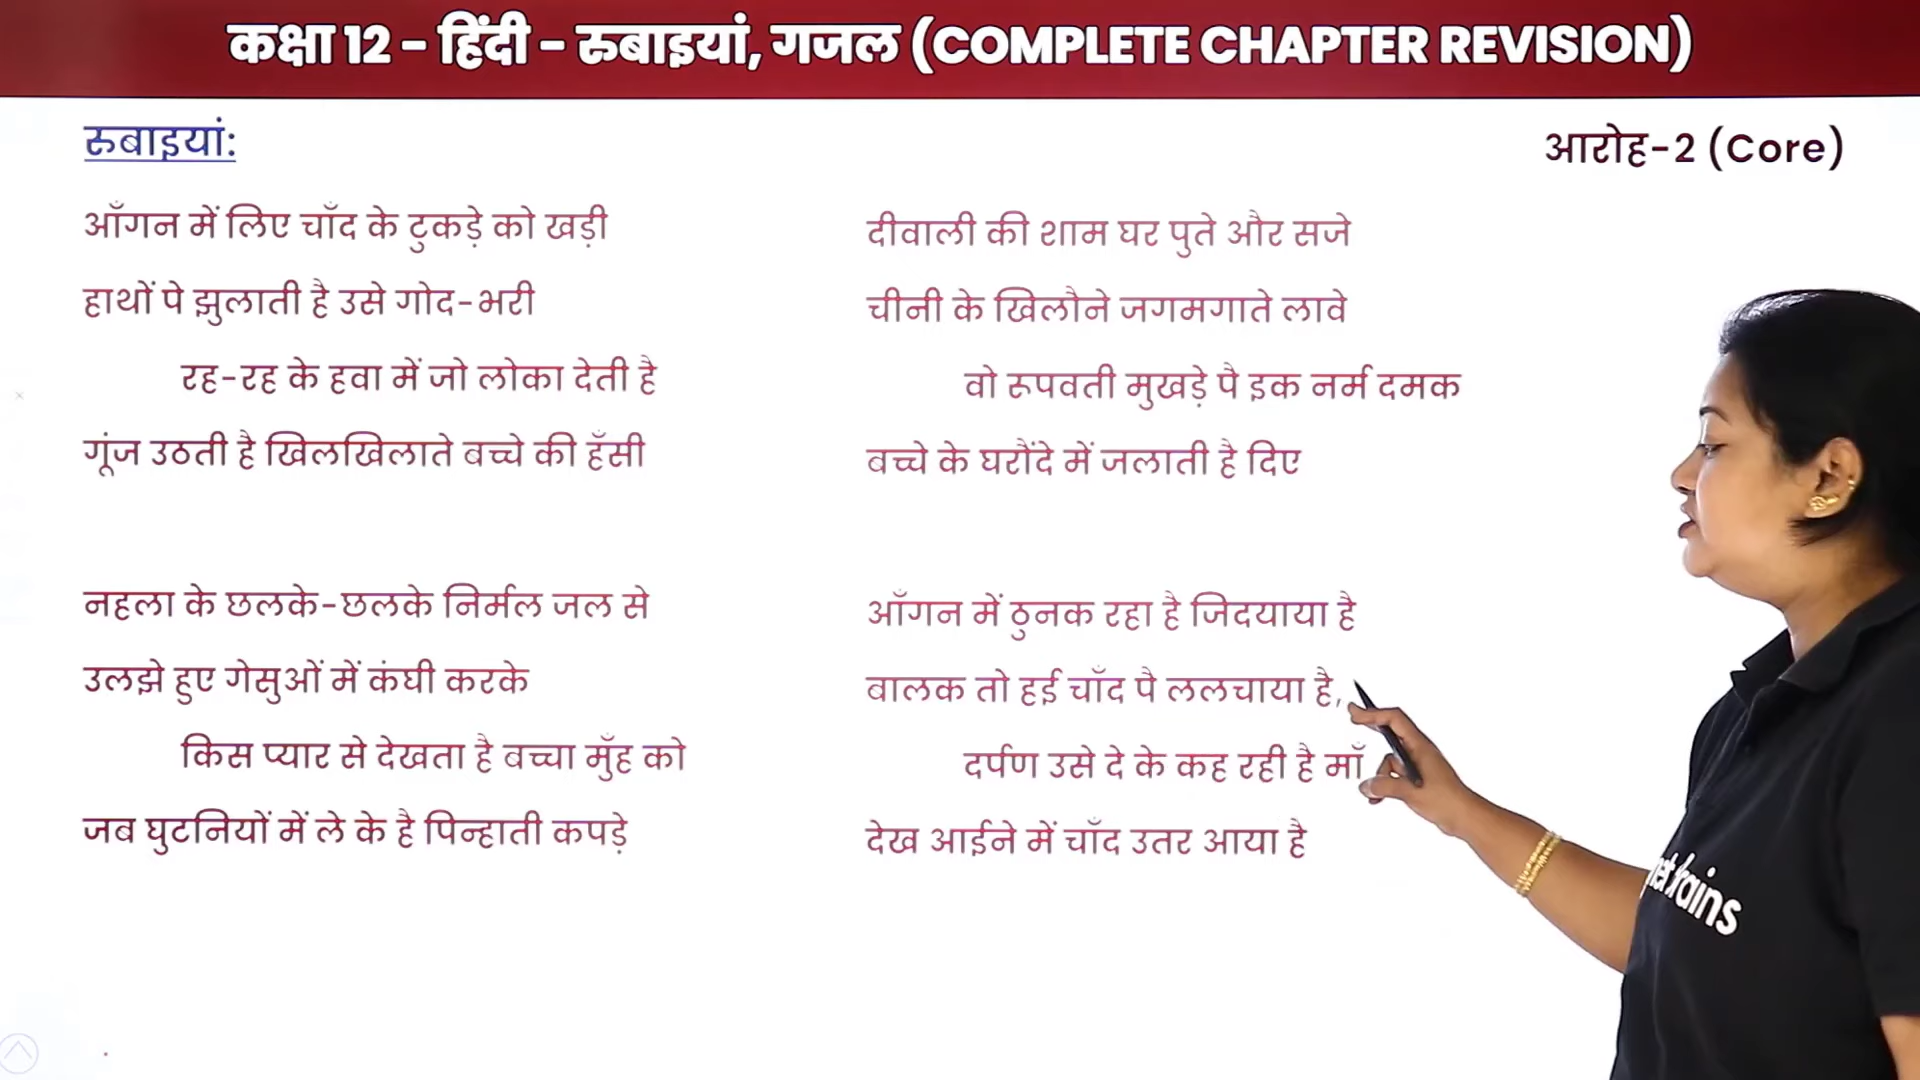 कक्षा 12 - हिंदी - रुबाइयां, गजल (COMPLETE CHAPTER REVISION)
रुबाइयां:
आरोह-2 (Core)
आँगन में लिए चाँद के टुकड़े को खड़ी
हाथों पे झुलाती है उसे गोद-भरी
रह-रह के हवा में जो लोका देती है
गूंज उठती है खिलखिलाते बच्चे की हँसी
नहला के छलके-छलके निर्मल जल से
उलझे हुए गेसुओं में कंघी करके
किस प्यार से देखता है बच्चा मुँह को
जब घुटनियों में ले के है पिन्हाती कपड़े
दीवाली की शाम घर पुते और सजे
चीनी के खिलौने जगमगाते लावे
वो रूपवती मुखड़े पै इक नर्म दमक
बच्चे के घरौंदे में जलाती है दिए
आँगन में ठुनक रहा है जिदयाया है
बालक तो हई चाँद पै ललचाया है,
दर्पण उसे दे के कह रही है माँ
देख आईने में चाँद उतर आया है